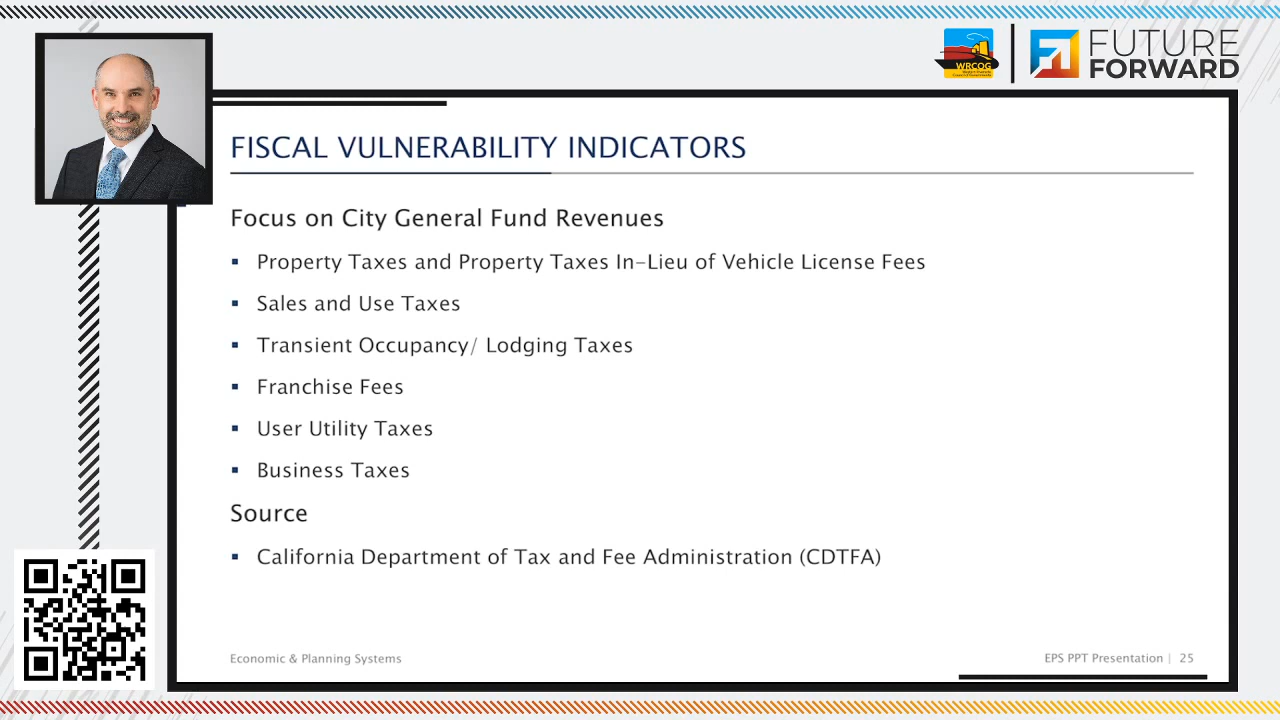 WRCOG
FUTURE
FORWARD
FISCAL VULNERABILITY INDICATORS
Focus on City General Fund Revenues
▪ Property Taxes and Property Taxes In-Lieu of Vehicle License Fees
▪ Sales and Use Taxes
▪ Transient Occupancy/ Lodging Taxes
▪ Franchise Fees
▪ User Utility Taxes
▪ Business Taxes
Source
▪ California Department of Tax and Fee Administration (CDTFA)
Economic & Planning Systems
EPS PPT Presentation | 25